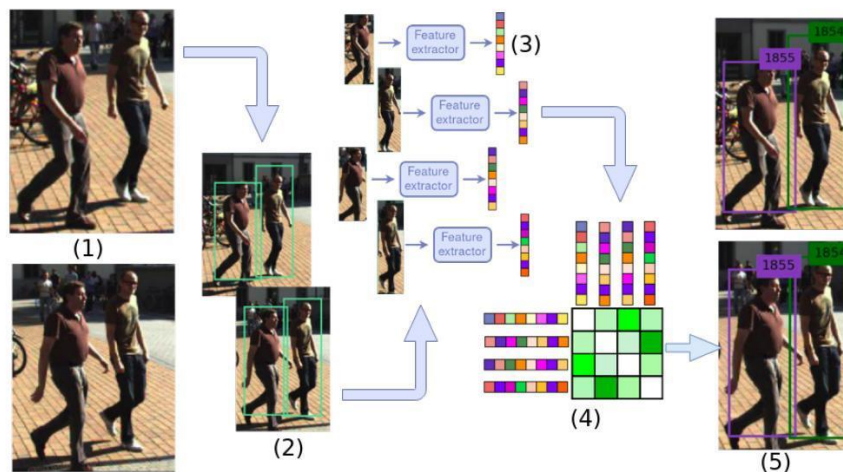 Feature
extractor
(3)
Feature
extractor
Feature
extractor
Feature
extractor
(1)
(2)
(4)
1855
1854
1855
1854
(5)